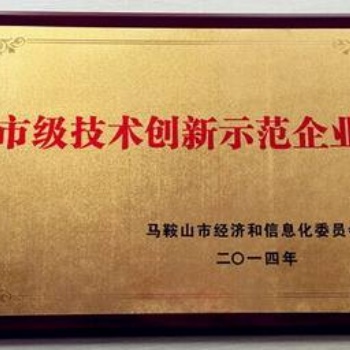 市级技术创新示范企业
马鞍山市经济和信息化委员
二〇一四年